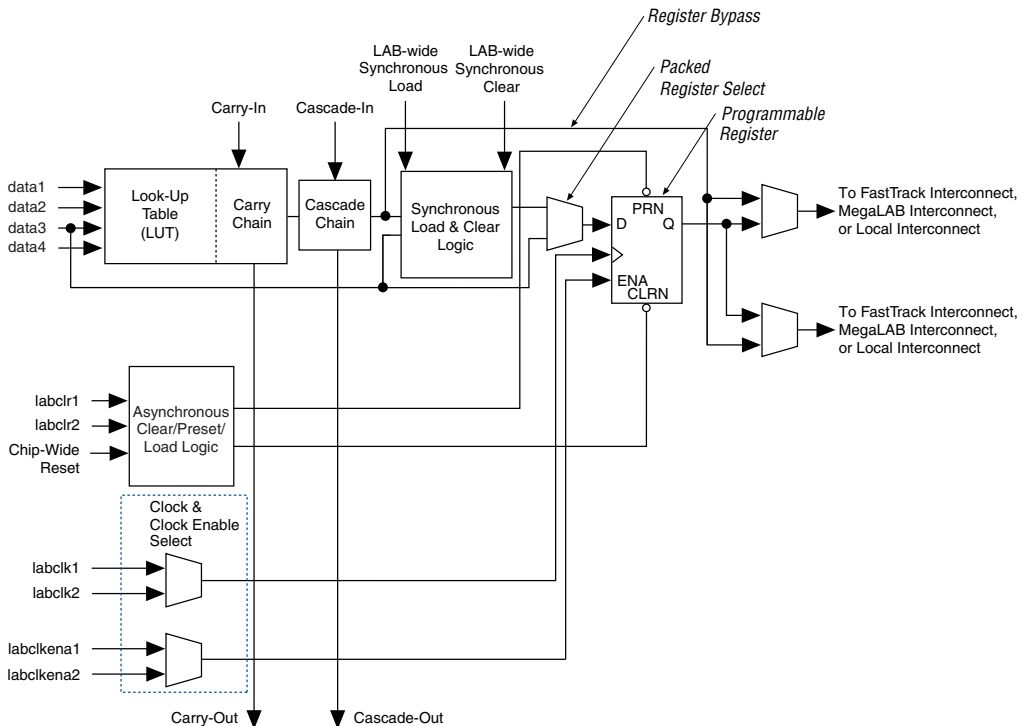 Register Bypass
LAB-wide
Synchronous
Load
LAB-wide
Synchronous
Clear
Packed
Register Select
Programmable
Register
Carry-In
Cascade-In
data1
data2
data3
data4
Look-Up
Table
(LUT)
Carry
Chain
Cascade
Chain
Synchronous
Load & Clear
Logic
PRN
D
Q
ENA
CLRN
To FastTrack Interconnect,
MegaLAB Interconnect,
or Local Interconnect
To FastTrack Interconnect,
MegaLAB Interconnect,
or Local Interconnect
labclr1
labclr2
Chip-Wide
Reset
Asynchronous
Clear/Preset/
Load Logic
Clock &
Clock Enable
Select
labclk1
labclk2
labclkena1
labclkena2
Carry-Out
Cascade-Out